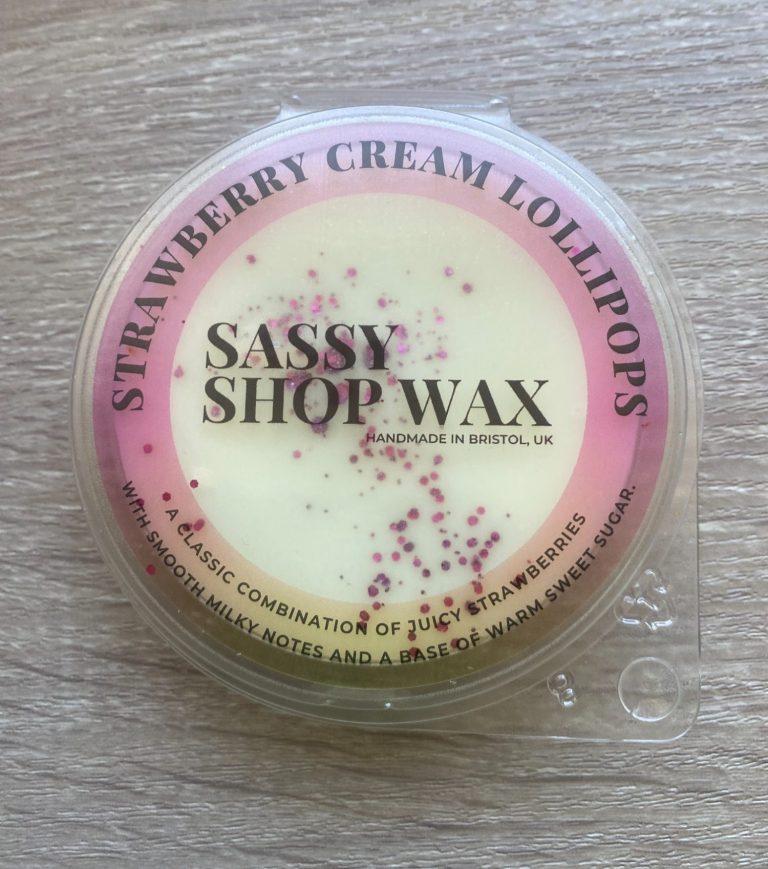 STRAWBERRY CREAM LOLLIPOPS
SASSY
SHOP WAX
HANDMADE IN BRISTOL, UK
A CLASSIC COMBINATION OF JUICY STRAWBERRIES
WITH SMOOTH MILKY NOTES AND A BASE OF WARM SWEET SUGAR.